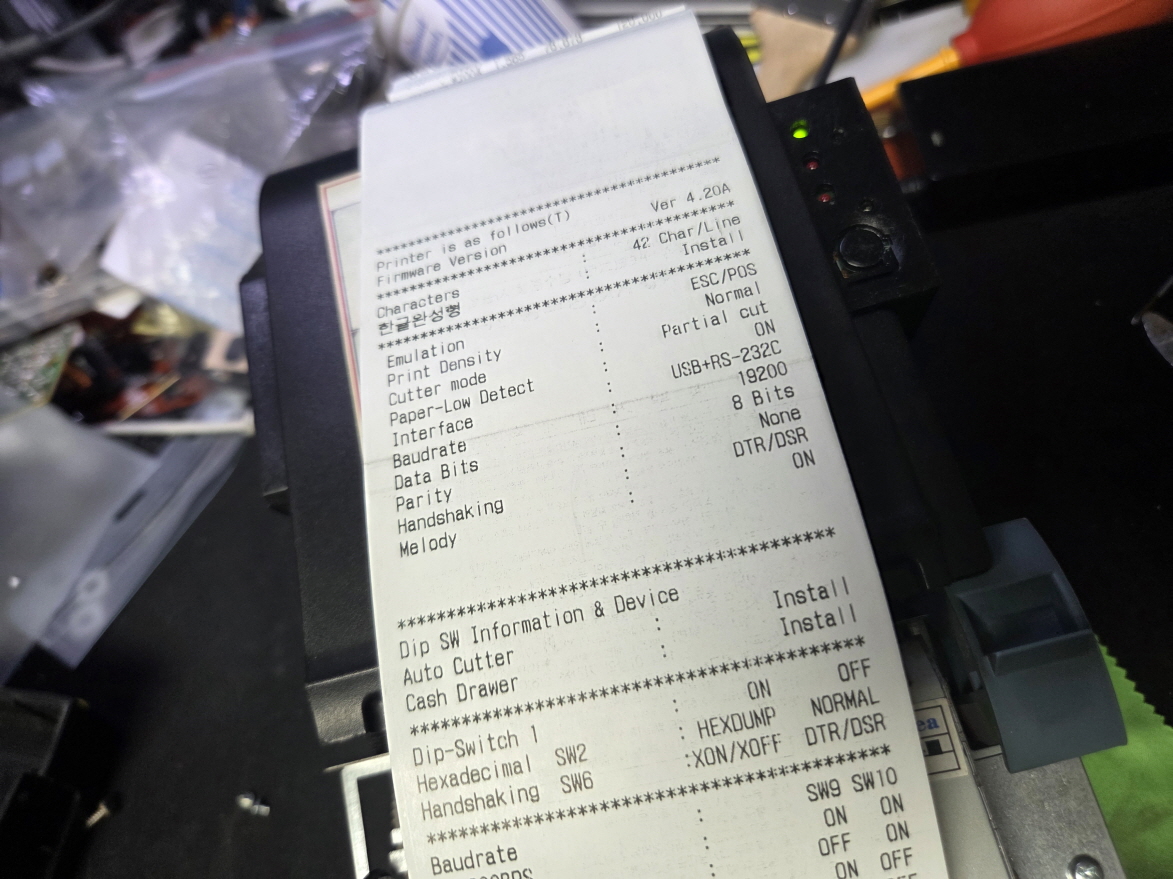 ****************************************
Printer is as follows(T)
Firmware Version : Ver 4.20A
****************************************
Characters : 42 Char/Line
한글완성형 : Install
****************************************
Emulation : ESC/POS
Print Density : Normal
Cutter mode : Partial cut
Paper-Low Detect : ON
Interface : USB+RS-232C
Baudrate : 19200
Data Bits : 8 Bits
Parity : None
Handshaking : DTR/DSR
Melody : ON
****************************************
Dip SW Information & Device
Auto Cutter : Install
Cash Drawer : Install
****************************************
Dip-Switch 1 : ON OFF
Hexadecimal SW2 : HEXDUMP NORMAL
Handshaking SW6 :XON/XOFF DTR/DSR
****************************************
Baudrate : SW9 SW10
ON ON
OFF ON
ON OFF